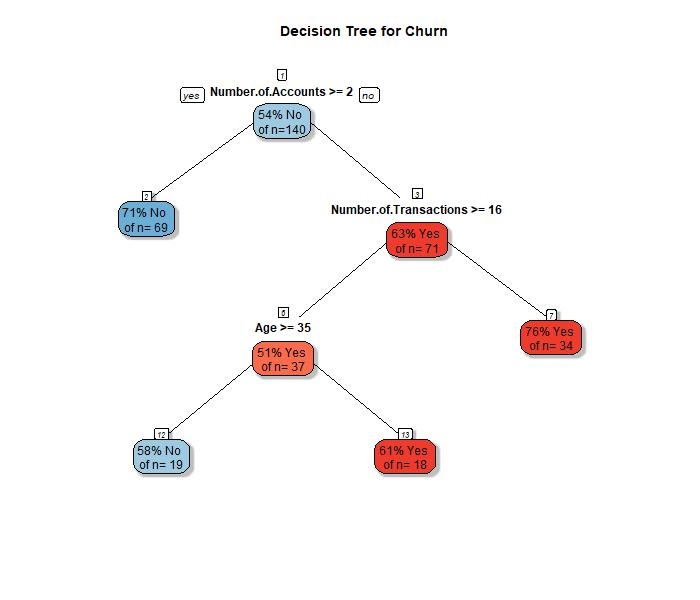 Decision Tree for Churn
1
yes Number.of.Accounts >= 2 no
54% No
of n=140
2
71% No
of n= 69
3
Number.of.Transactions >= 16
63% Yes
of n= 71
6
Age >= 35
51% Yes
of n= 37
7
76% Yes
of n= 34
12
58% No
of n= 19
13
61% Yes
of n= 18